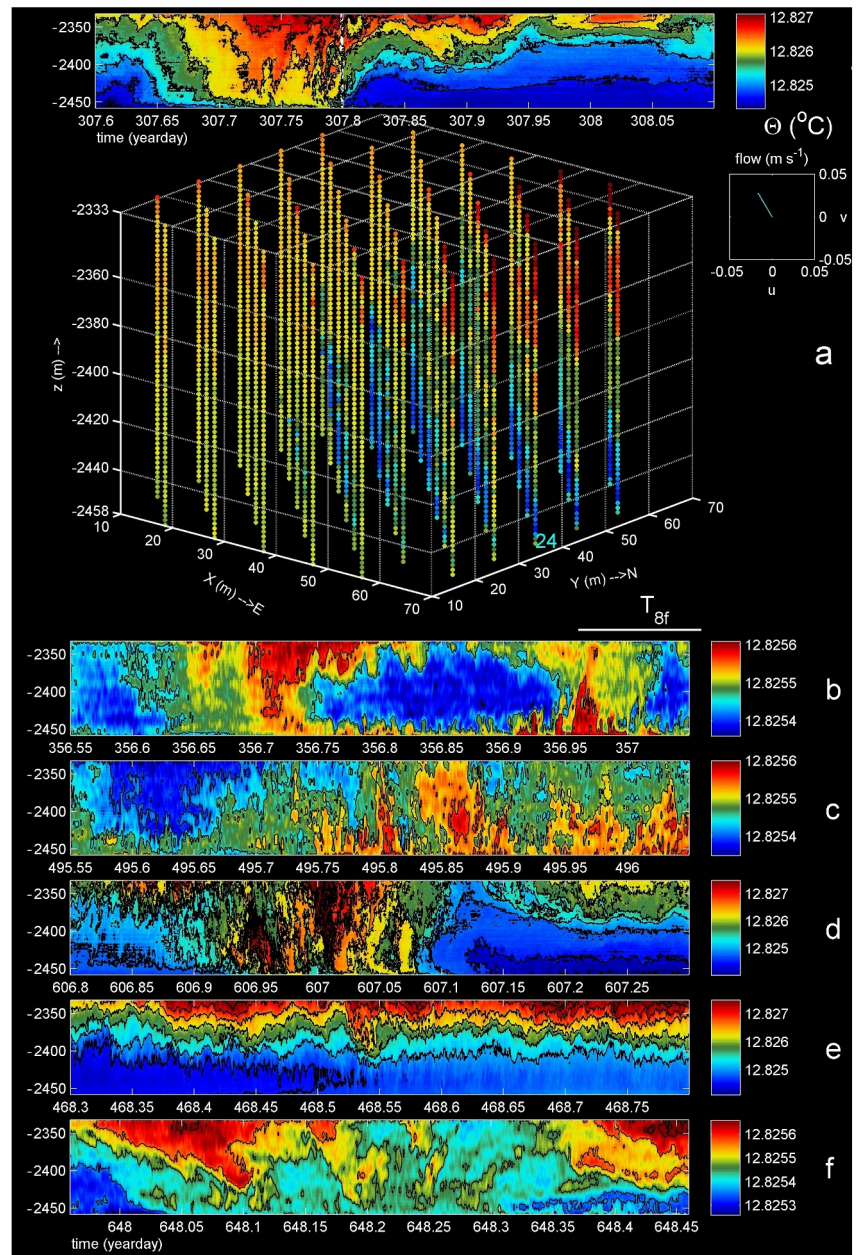 -2350
-2400
-2450
307.6 307.65 307.7 307.75 307.8 307.85 307.9 307.95 308 308.05
time (yearday)
12.827
12.826
12.825
Θ (°C)
flow (m s⁻¹)
0.05
0 v
-0.05
-0.05 0 0.05
u
a
-2333
-2360
-2380
-2400
-2420
-2440
-2458
z (m) -->
10 20 30 40 50 60 70
X (m) -->E
10 20 30 40 50 60 70
Y (m) -->N
24
T8f
-2350
-2400
-2450
356.55 356.6 356.65 356.7 356.75 356.8 356.85 356.9 356.95 357
12.8256
12.8255
12.8254
b
-2350
-2400
-2450
495.55 495.6 495.65 495.7 495.75 495.8 495.85 495.9 495.95 496
12.8256
12.8255
12.8254
c
-2350
-2400
-2450
606.8 606.85 606.9 606.95 607 607.05 607.1 607.15 607.2 607.25
12.827
12.826
12.825
d
-2350
-2400
-2450
468.3 468.35 468.4 468.45 468.5 468.55 468.6 468.65 468.7 468.75
12.827
12.826
12.825
e
-2350
-2400
-2450
648 648.05 648.1 648.15 648.2 648.25 648.3 648.35 648.4 648.45
time (yearday)
12.8256
12.8255
12.8254
12.8253
f